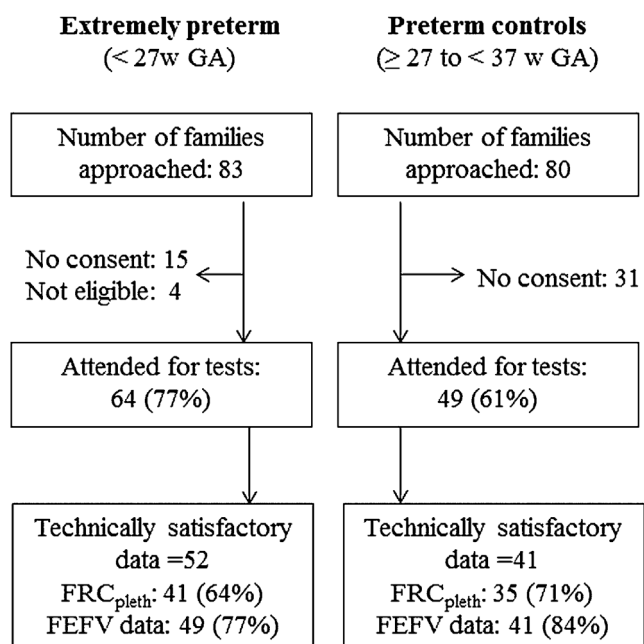 Extremely preterm
(< 27w GA)
Number of families
approached: 83
No consent: 15
Not eligible: 4
Attended for tests:
64 (77%)
Technically satisfactory
data =52
FRCpleth: 41 (64%)
FEFV data: 49 (77%)
Preterm controls
(≥ 27 to < 37 w GA)
Number of families
approached: 80
No consent: 31
Attended for tests:
49 (61%)
Technically satisfactory
data =41
FRCpleth: 35 (71%)
FEFV data: 41 (84%)